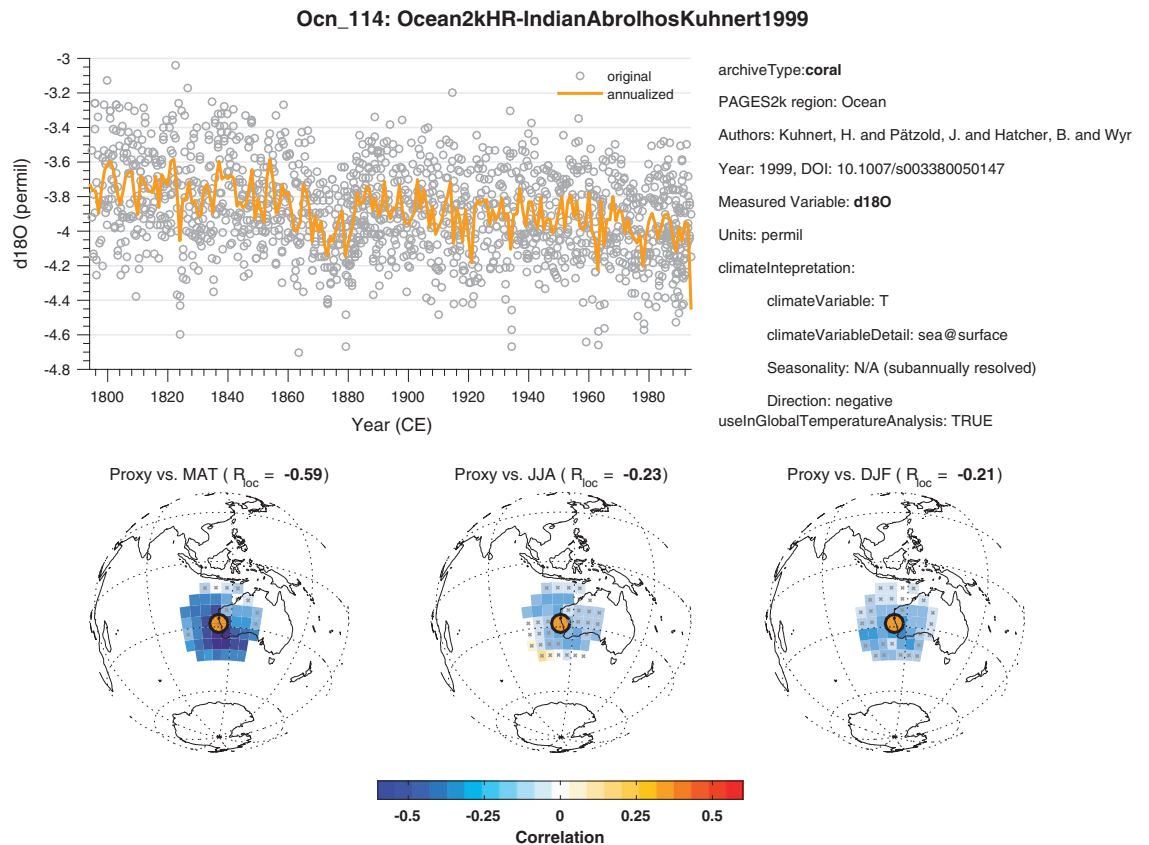 Ocn_114: Ocean2kHR-IndianAbrolhosKuhnert1999
-3
-3.2
-3.4
-3.6
-3.8
-4
-4.2
-4.4
-4.6
-4.8
d18O (permil)
original
annualized
1800 1820 1840 1860 1880 1900 1920 1940 1960 1980
Year (CE)
archiveType:coral
PAGES2k region: Ocean
Authors: Kuhnert, H. and Pätzold, J. and Hatcher, B. and Wyr
Year: 1999, DOI: 10.1007/s003380050147
Measured Variable: d18O
Units: permil
climateIntepretation:
climateVariable: T
climateVariableDetail: sea@surface
Seasonality: N/A (subannually resolved)
Direction: negative
useInGlobalTemperatureAnalysis: TRUE
Proxy vs. MAT ( Rloc = -0.59)
Proxy vs. JJA ( Rloc = -0.23)
Proxy vs. DJF ( Rloc = -0.21)
-0.5 -0.25 0 0.25 0.5
Correlation